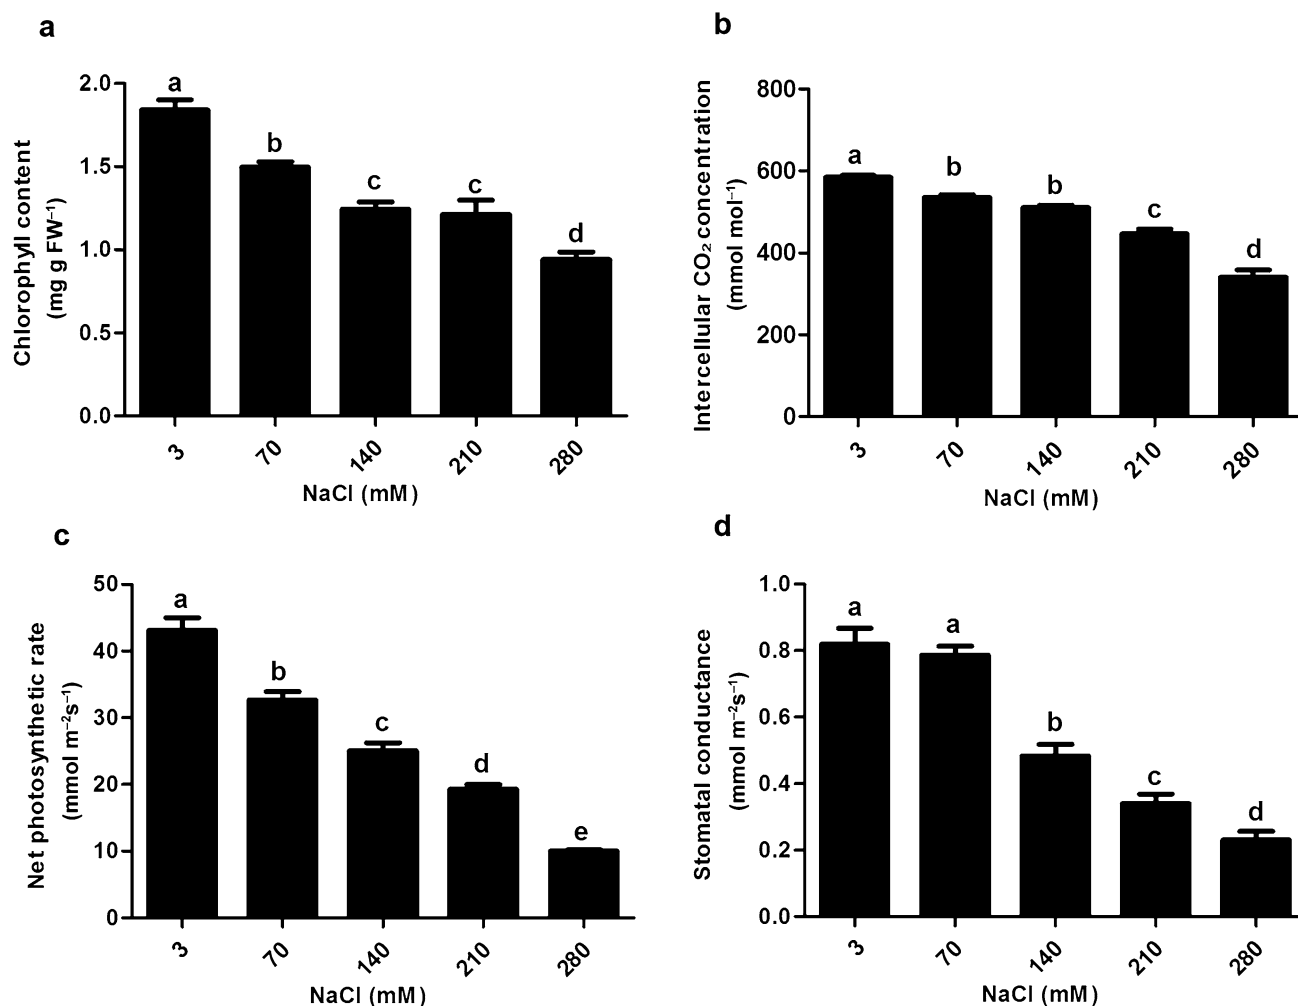 a
Chlorophyll content
(mg g FW⁻¹)
2.0
1.5
1.0
0.5
0.0
a
b
c
c
d
3
70
140
210
280
NaCl (mM)
b
Intercellular CO₂ concentration
(mmol mol⁻¹)
800
600
400
200
0
a
b
b
c
d
3
70
140
210
280
NaCl (mM)
c
Net photosynthetic rate
(mmol m⁻²s⁻¹)
50
40
30
20
10
0
a
b
c
d
e
3
70
140
210
280
NaCl (mM)
d
Stomatal conductance
(mmol m⁻²s⁻¹)
1.0
0.8
0.6
0.4
0.2
0.0
a
a
b
c
d
3
70
140
210
280
NaCl (mM)